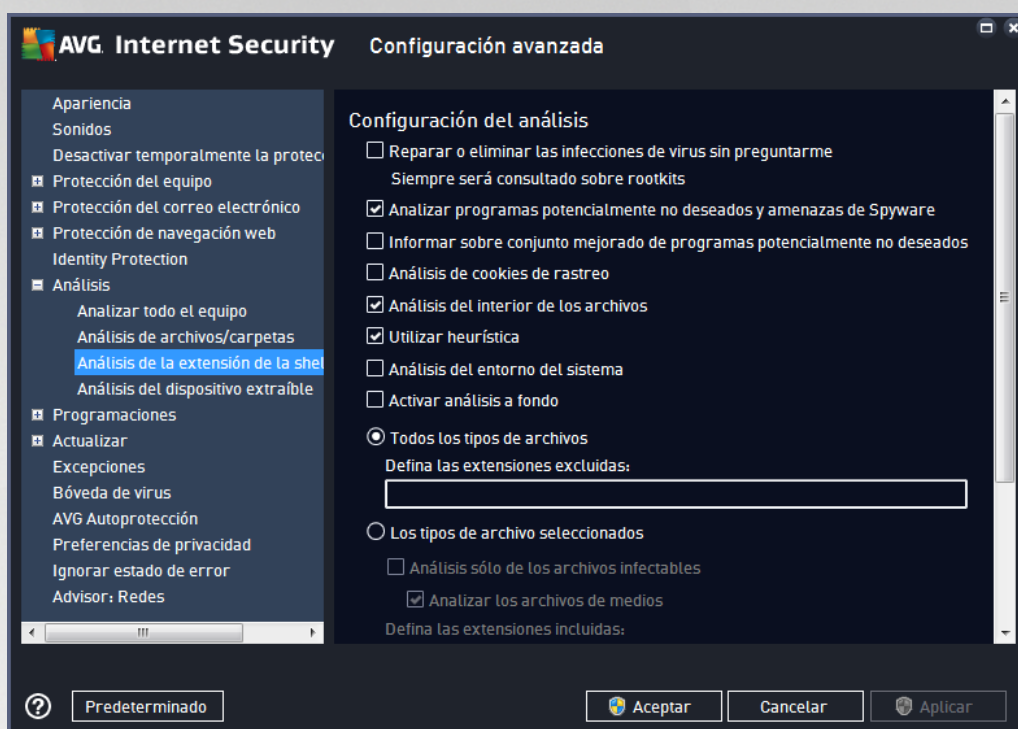 AVG. Internet Security Configuración avanzada
Apariencia
Sonidos
Desactivar temporalmente la protec
Protección del equipo
Protección del correo electrónico
Protección de navegación web
Identity Protection
Análisis
Analizar todo el equipo
Análisis de archivos/carpetas
Análisis de la extensión de la shel
Análisis del dispositivo extraíble
Programaciones
Actualizar
Excepciones
Bóveda de virus
AVG Autoprotección
Preferencias de privacidad
Ignorar estado de error
Advisor: Redes
Configuración del análisis
Reparar o eliminar las infecciones de virus sin preguntarme
Siempre será consultado sobre rootkits
Analizar programas potencialmente no deseados y amenazas de Spyware
Informar sobre conjunto mejorado de programas potencialmente no deseados
Análisis de cookies de rastreo
Análisis del interior de los archivos
Utilizar heurística
Análisis del entorno del sistema
Activar análisis a fondo
Todos los tipos de archivos
Defina las extensiones excluidas:
Los tipos de archivo seleccionados
Análisis sólo de los archivos infectables
Analizar los archivos de medios
Defina las extensiones incluidas:
Predeterminado
Aceptar
Cancelar
Aplicar